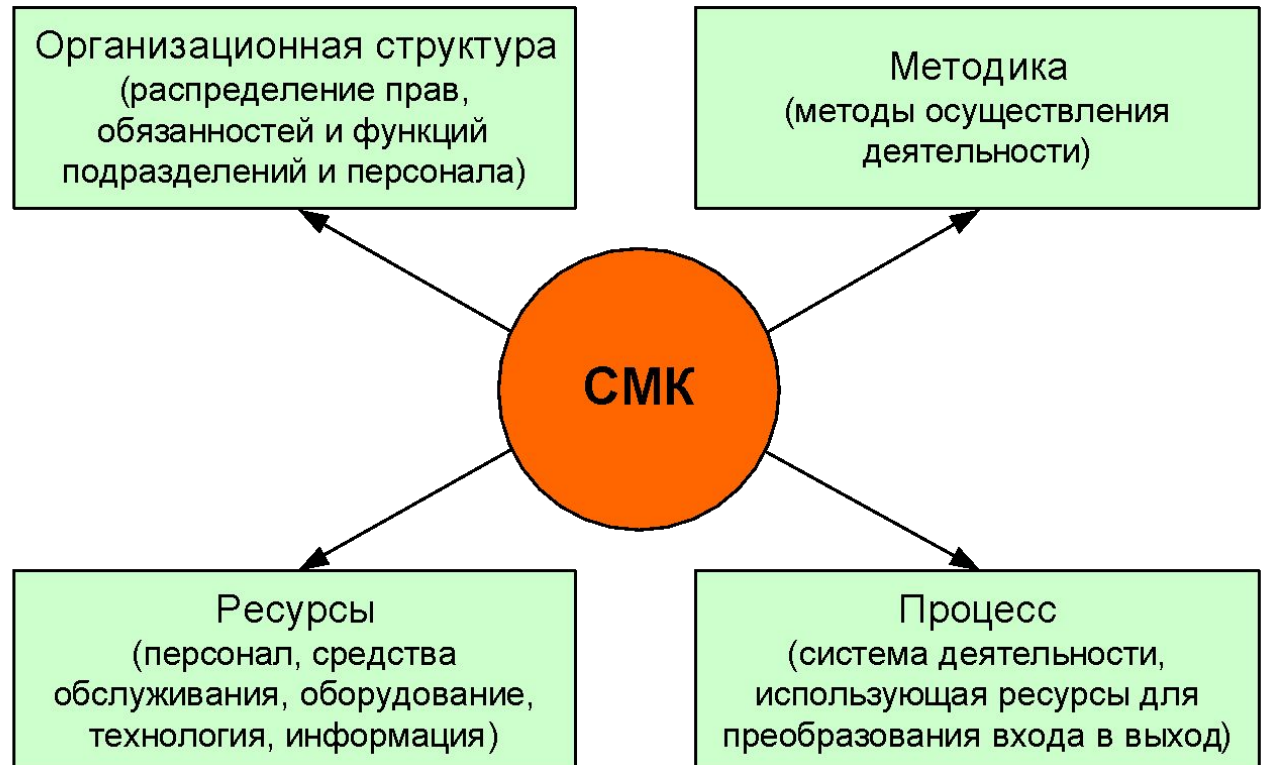 Организационная структура
(распределение прав,
обязанностей и функций
подразделений и персонала)
Методика
(методы осуществления
деятельности)
СМК
Ресурсы
(персонал, средства
обслуживания, оборудование,
технология, информация)
Процесс
(система деятельности,
использующая ресурсы для
преобразования входа в выход)